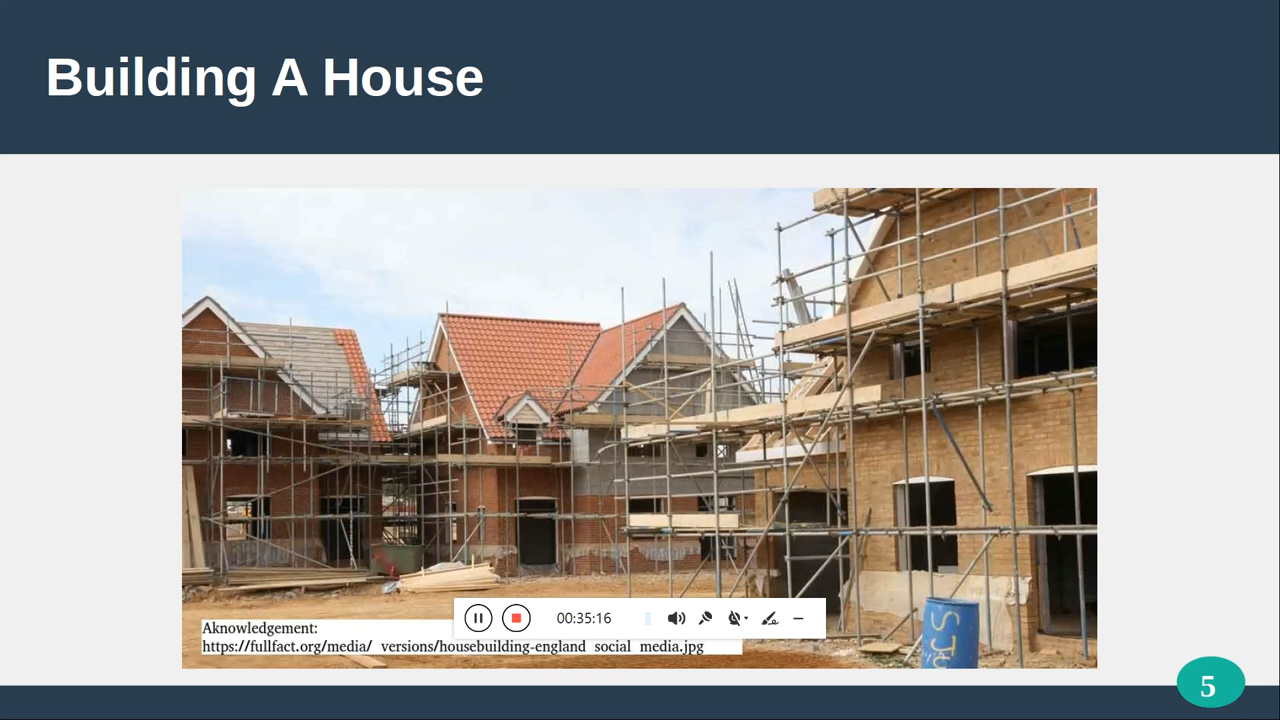 Building A House
00:35:16
Aknowledgement:
https://fullfact.org/media/_versions/housebuilding-england_social_media.jpg
5